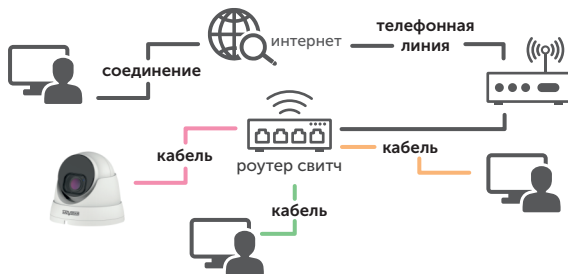 интернет
телефонная
линия
соединение
кабель
роутер свитч
кабель
кабель